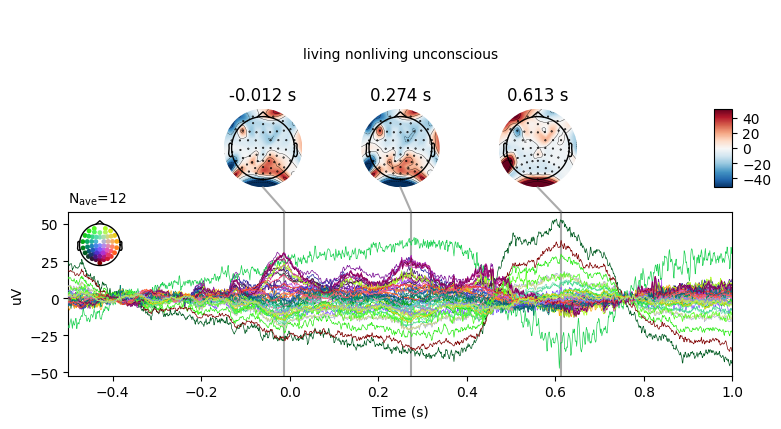 living nonliving unconscious
-0.012 s 0.274 s 0.613 s
40
20
0
−20
−40
Nave=12
50
25
0
−25
−50
uV
−0.4 −0.2 0.0 0.2 0.4 0.6 0.8 1.0
Time (s)